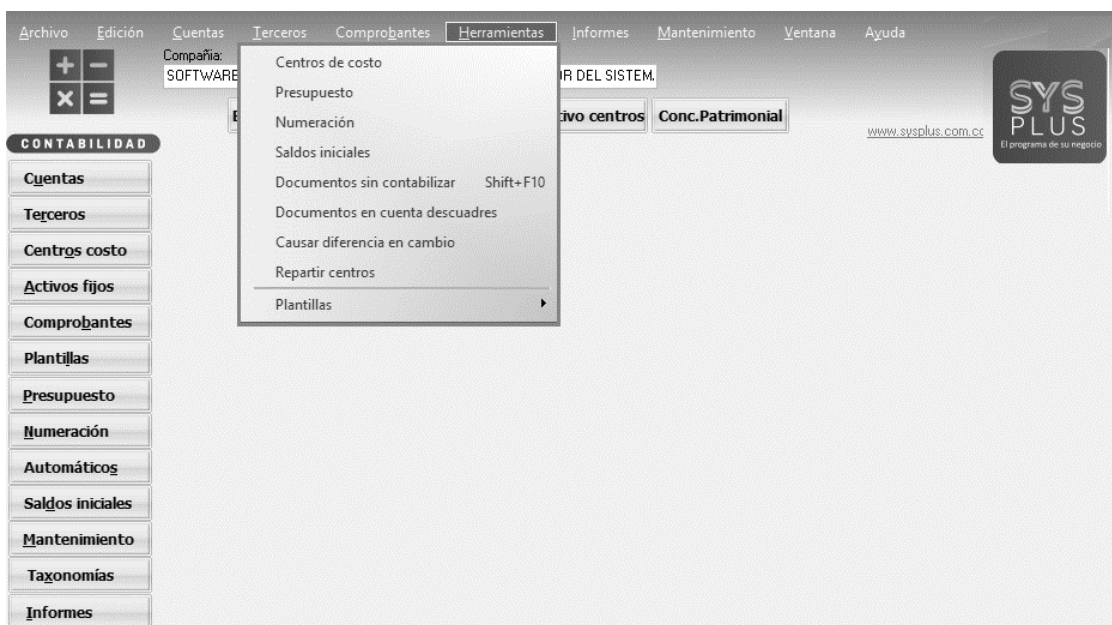 Archivo Edición Cuentas Terceros Comprobantes Herramientas Informes Mantenimiento Ventana Ayuda
Compañia:
SOFTWARE
DEL SISTEM.
centros Conc.Patrimonial
www.sysplus.com.cc
SYS
PLUS
El programa de su negocio
CONTABILIDAD
Cuentas
Terceros
Centros costo
Activos fijos
Comprobantes
Plantillas
Presupuesto
Numeración
Automáticos
Saldos iniciales
Mantenimiento
Taxonomías
Informes
Centros de costo
Presupuesto
Numeración
Saldos iniciales
Documentos sin contabilizar Shift+F10
Documentos en cuenta descuadres
Causar diferencia en cambio
Repartir centros
Plantillas